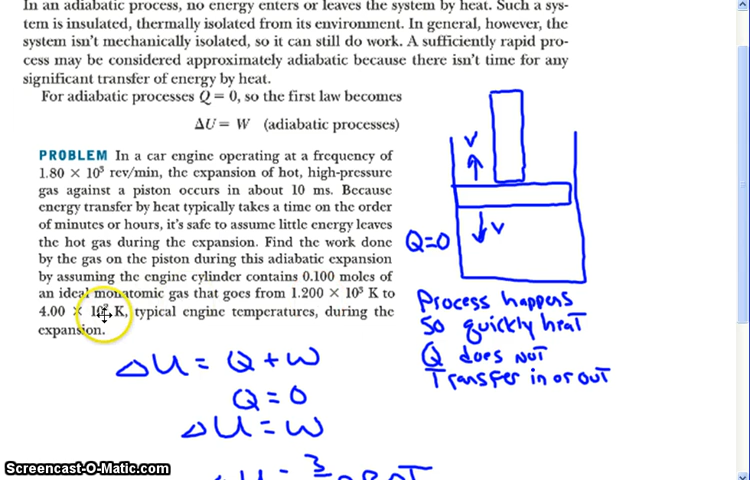 In an adiabatic process, no energy enters or leaves the system by heat. Such a sys-
tem is insulated, thermally isolated from its environment. In general, however, the
system isn't mechanically isolated, so it can still do work. A sufficiently rapid pro-
cess may be considered approximately adiabatic because there isn't time for any
significant transfer of energy by heat.
For adiabatic processes Q = 0, so the first law becomes
ΔU = W (adiabatic processes)
PROBLEM In a car engine operating at a frequency of
1.80 × 10³ rev/min, the expansion of hot, high-pressure
gas against a piston occurs in about 10 ms. Because
energy transfer by heat typically takes a time on the order
of minutes or hours, it's safe to assume little energy leaves
the hot gas during the expansion. Find the work done
by the gas on the piston during this adiabatic expansion
by assuming the engine cylinder contains 0.100 moles of
an ideal monatomic gas that goes from 1.200 × 10³ K to
4.00 × 10² K, typical engine temperatures, during the
expansion.
ΔU = Q + W
Q = 0
ΔU = W
ΔU = 3
V
V
Q=0
Process happens
so quickly heat
Q does not
Transfer in or out
Screencast-O-Matic.com